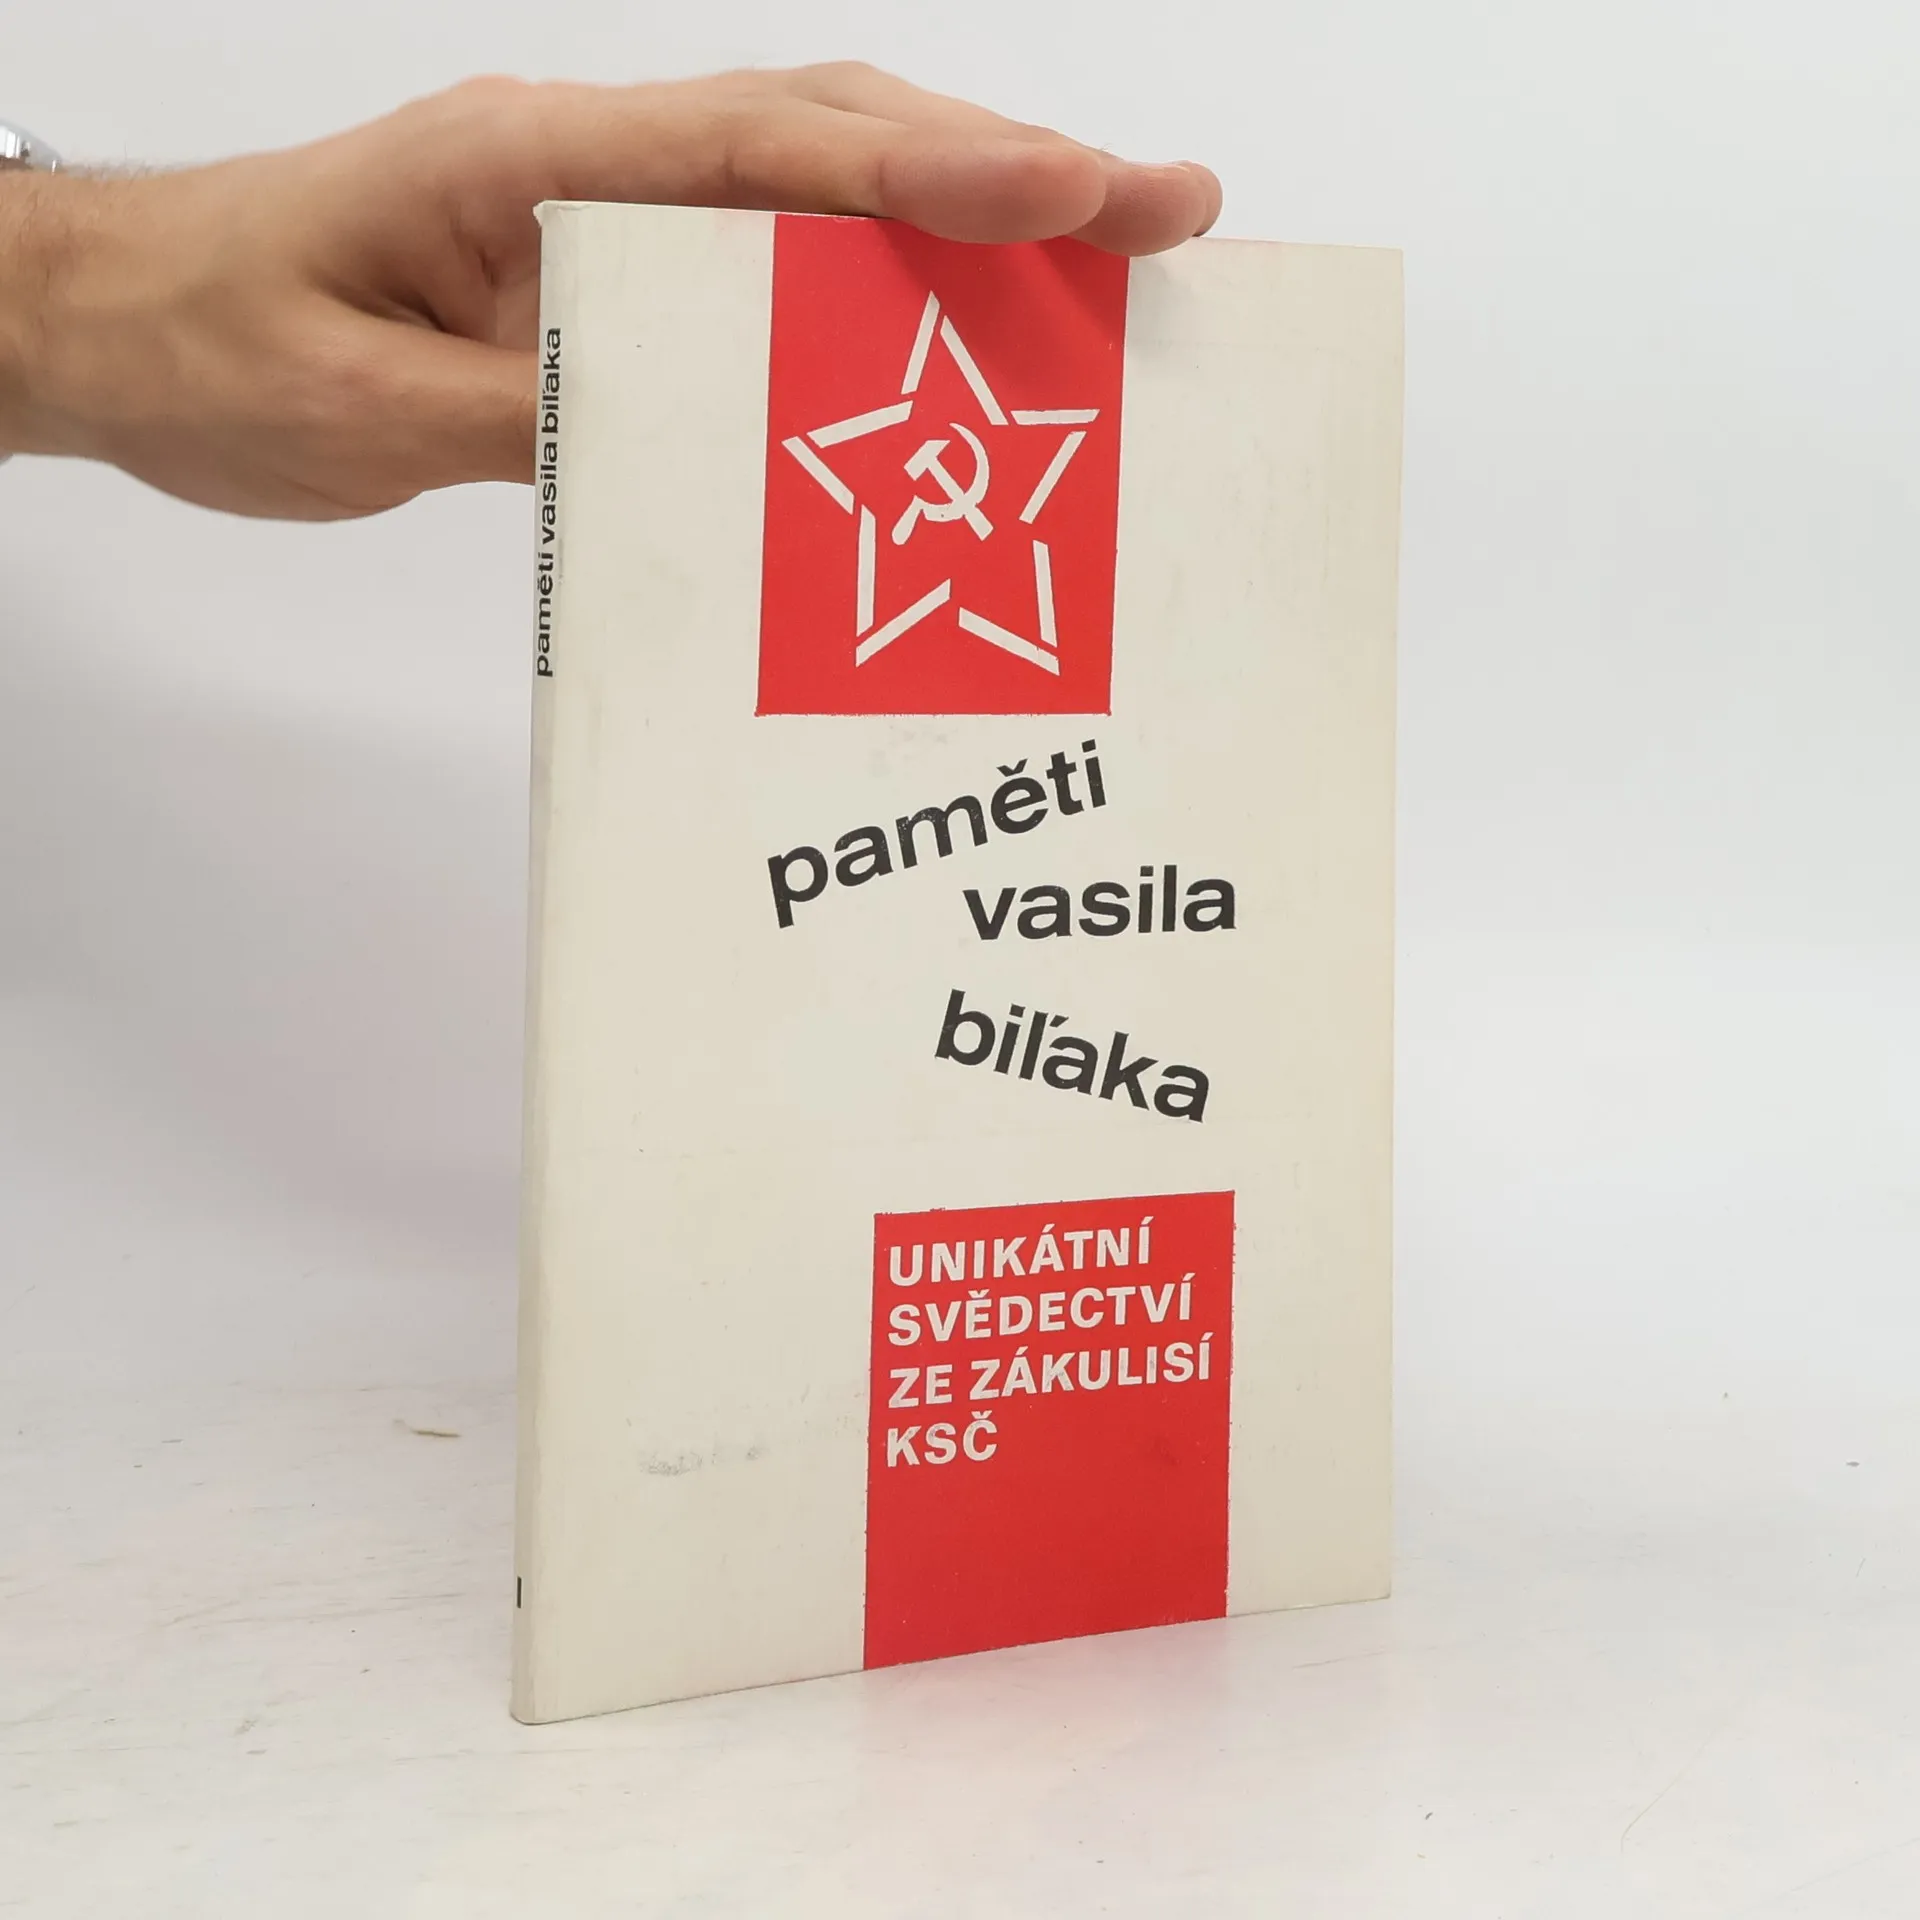 paměti vasila biľaka
I
paměti
vasila
biľaka
UNIKÁTNÍ
SVĚDECTVÍ
ZE ZÁKULISÍ
KSČ